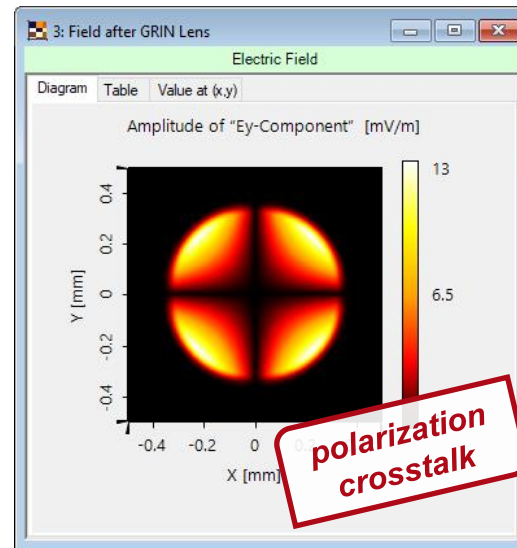 3: Field after GRIN Lens
Electric Field
Diagram Table Value at (x,y)
Amplitude of "Ey-Component" [mV/m]
13
6.5
Y [mm]
0.4
0.2
0
-0.2
-0.4
-0.4 -0.2 0
X [mm]
polarization
crosstalk